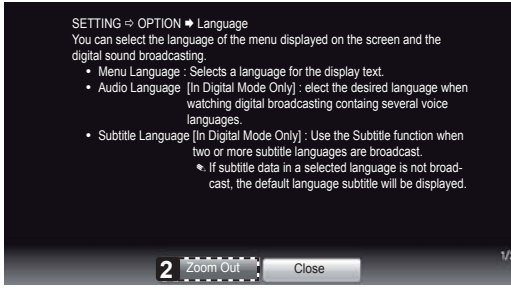 SETTING ⇨ OPTION ➡ Language
You can select the language of the menu displayed on the screen and the
digital sound broadcasting.
• Menu Language : Selects a language for the display text.
• Audio Language [In Digital Mode Only] : elect the desired language when
watching digital broadcasting containg several voice
languages.
• Subtitle Language [In Digital Mode Only] : Use the Subtitle function when
two or more subtitle languages are broadcast.
✎ If subtitle data in a selected language is not broad-
cast, the default language subtitle will be displayed.
1/2
2 Zoom Out Close